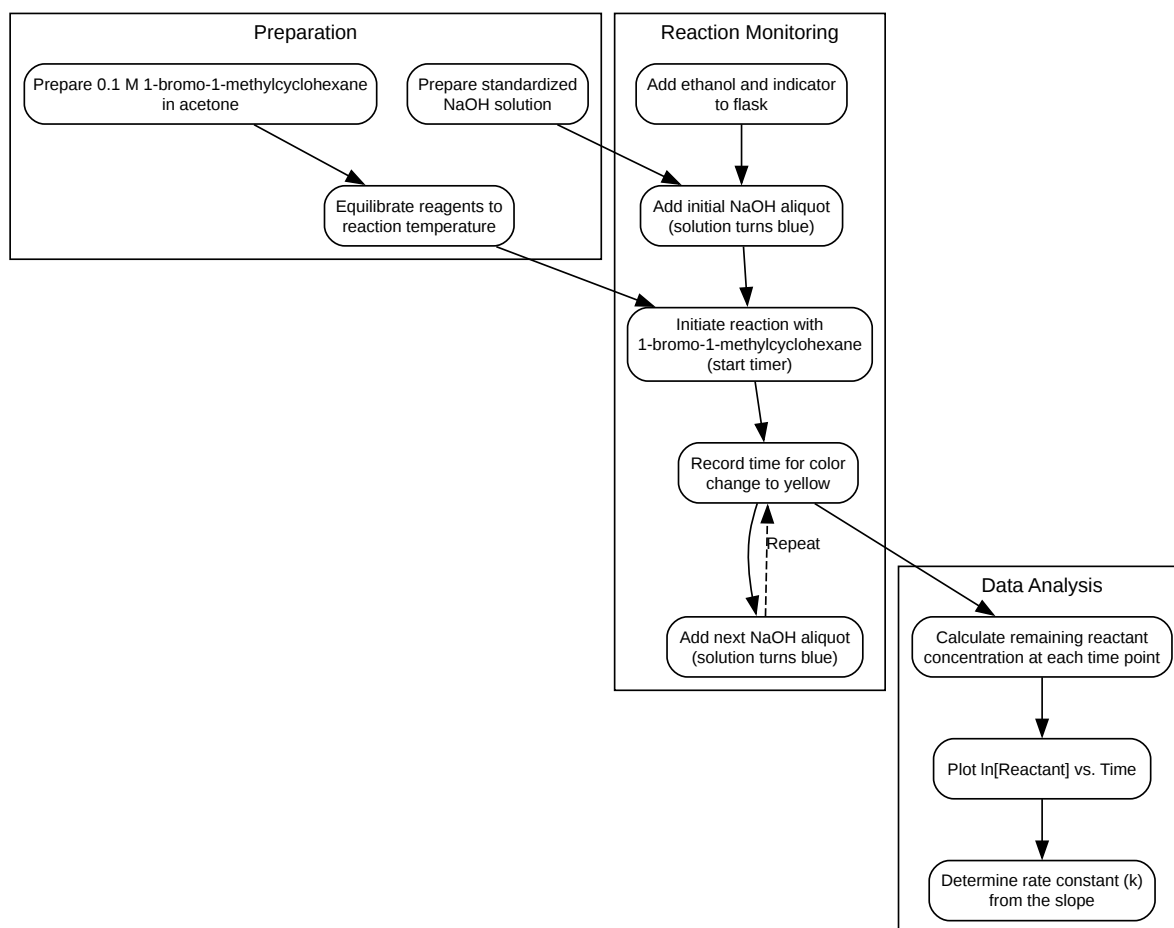 Preparation
Prepare 0.1 M 1-bromo-1-methylcyclohexane
in acetone
Prepare standardized
NaOH solution
Equilibrate reagents to
reaction temperature
Reaction Monitoring
Add ethanol and indicator
to flask
Add initial NaOH aliquot
(solution turns blue)
Initiate reaction with
1-bromo-1-methylcyclohexane
(start timer)
Record time for color
change to yellow
Repeat
Add next NaOH aliquot
(solution turns blue)
Data Analysis
Calculate remaining reactant
concentration at each time point
Plot ln[Reactant] vs. Time
Determine rate constant (k)
from the slope